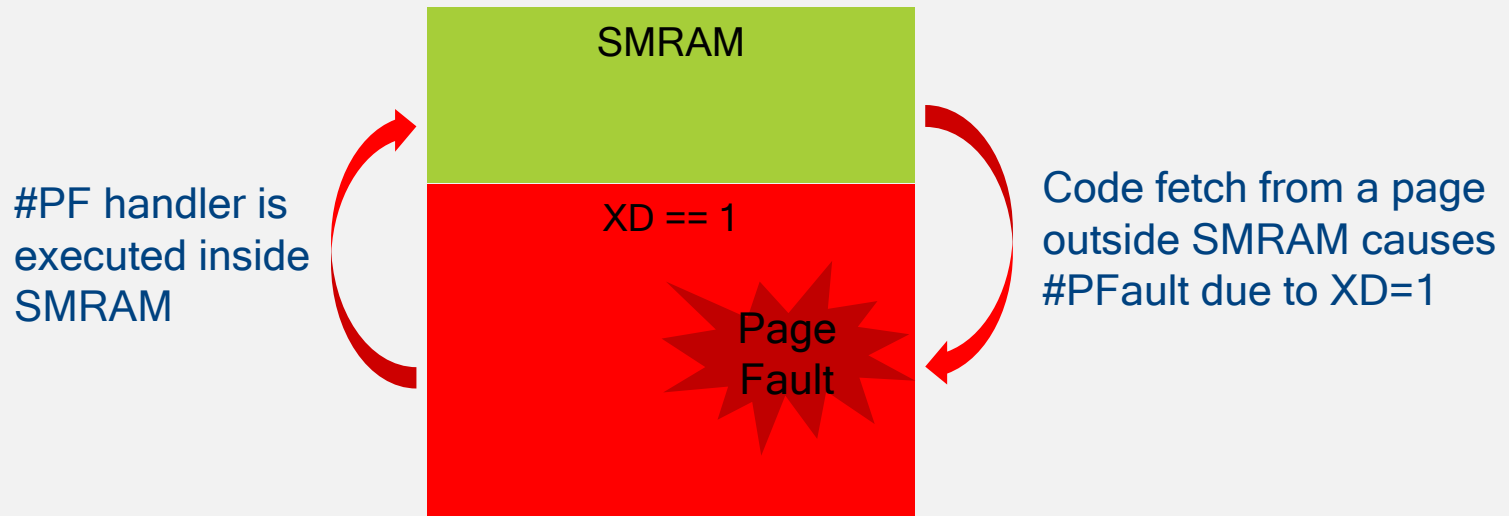 SMRAM
#PF handler is
executed inside
SMRAM
XD == 1
Page
Fault
Code fetch from a page
outside SMRAM causes
#PFault due to XD=1